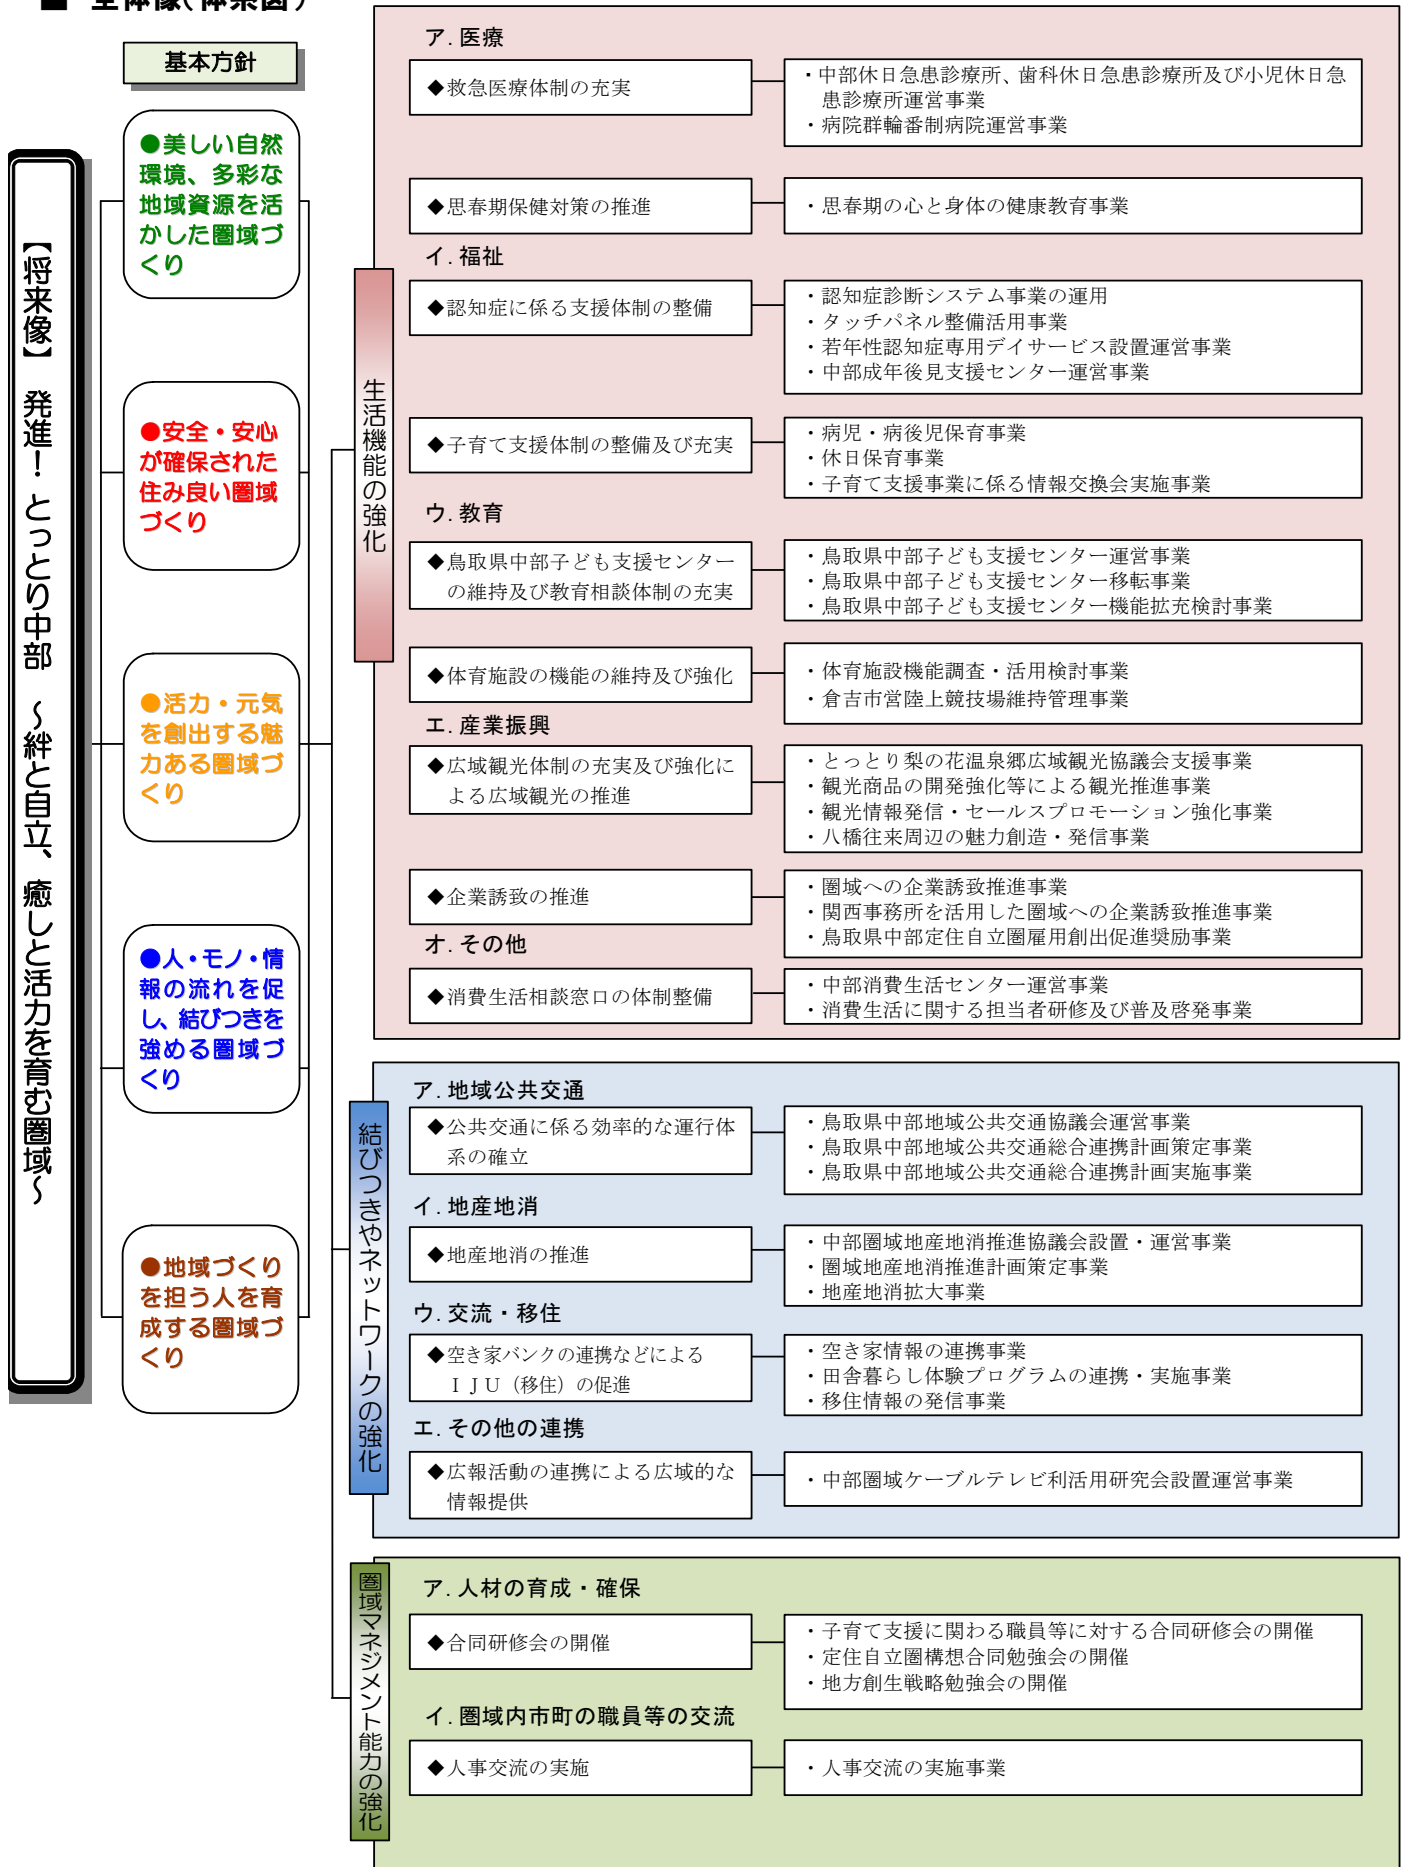 ■ 全体像(体系図)
基本方針
【将来像】 発進！ とっとり中部 ～絆と自立、癒しと活力を育む圏域～
●美しい自然
環境、多彩な
地域資源を活
かした圏域づ
くり
●安全・安心
が確保された
住み良い圏域
づくり
●活力・元気
を創出する魅
力ある圏域づ
くり
●人・モノ・情
報の流れを促
し、結びつきを
強める圏域づ
くり
●地域づくり
を担う人を育
成する圏域づ
くり
生活機能の強化
ア. 医療
◆救急医療体制の充実
・中部休日急患診療所、歯科休日急患診療所及び小児休日急
患診療所運営事業
・病院群輪番制病院運営事業
◆思春期保健対策の推進
・思春期の心と身体の健康教育事業
イ. 福祉
◆認知症に係る支援体制の整備
・認知症診断システム事業の運用
・タッチパネル整備活用事業
・若年性認知症専用デイサービス設置運営事業
・中部成年後見支援センター運営事業
◆子育て支援体制の整備及び充実
・病児・病後児保育事業
・休日保育事業
・子育て支援事業に係る情報交換会実施事業
ウ. 教育
◆鳥取県中部子ども支援センター
の維持及び教育相談体制の充実
・鳥取県中部子ども支援センター運営事業
・鳥取県中部子ども支援センター移転事業
・鳥取県中部子ども支援センター機能拡充検討事業
◆体育施設の機能の維持及び強化
・体育施設機能調査・活用検討事業
・倉吉市営陸上競技場維持管理事業
エ. 産業振興
◆広域観光体制の充実及び強化に
よる広域観光の推進
・とっとり梨の花温泉郷広域観光協議会支援事業
・観光商品の開発強化等による観光推進事業
・観光情報発信・セールスプロモーション強化事業
・八橋往来周辺の魅力創造・発信事業
◆企業誘致の推進
・圏域への企業誘致推進事業
・関西事務所を活用した圏域への企業誘致推進事業
・鳥取県中部定住自立圏雇用創出促進奨励事業
オ. その他
◆消費生活相談窓口の体制整備
・中部消費生活センター運営事業
・消費生活に関する担当者研修及び普及啓発事業
結びつきやネットワークの強化
ア. 地域公共交通
◆公共交通に係る効率的な運行体
系の確立
・鳥取県中部地域公共交通協議会運営事業
・鳥取県中部地域公共交通総合連携計画策定事業
・鳥取県中部地域公共交通総合連携計画実施事業
イ. 地産地消
◆地産地消の推進
・中部圏域地産地消推進協議会設置・運営事業
・圏域地産地消推進計画策定事業
・地産地消拡大事業
ウ. 交流・移住
◆空き家バンクの連携などによる
ＩＪＵ（移住）の促進
・空き家情報の連携事業
・田舎暮らし体験プログラムの連携・実施事業
・移住情報の発信事業
エ. その他の連携
◆広報活動の連携による広域的な
情報提供
・中部圏域ケーブルテレビ利活用研究会設置運営事業
圏域マネジメント能力の強化
ア. 人材の育成・確保
◆合同研修会の開催
・子育て支援に関わる職員等に対する合同研修会の開催
・定住自立圏構想合同勉強会の開催
・地方創生戦略勉強会の開催
イ. 圏域内市町の職員等の交流
◆人事交流の実施
・人事交流の実施事業